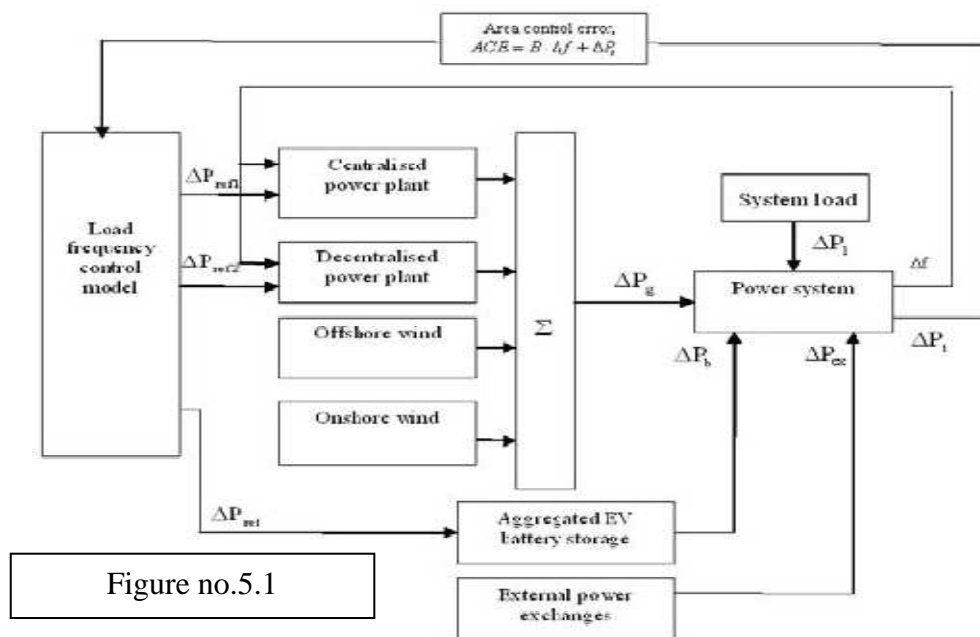 Area control error,
ACE = B · Δf + ΔPt
Load
frequency
control
model
ΔPref1
ΔPref2
Centralised
power plant
Decentralised
power plant
Offshore wind
Onshore wind
Σ
ΔPg
System load
ΔPl
Power system
Δf
ΔPt
ΔPb
ΔPex
ΔPref
Aggregated EV
battery storage
External power
exchanges
Figure no.5.1